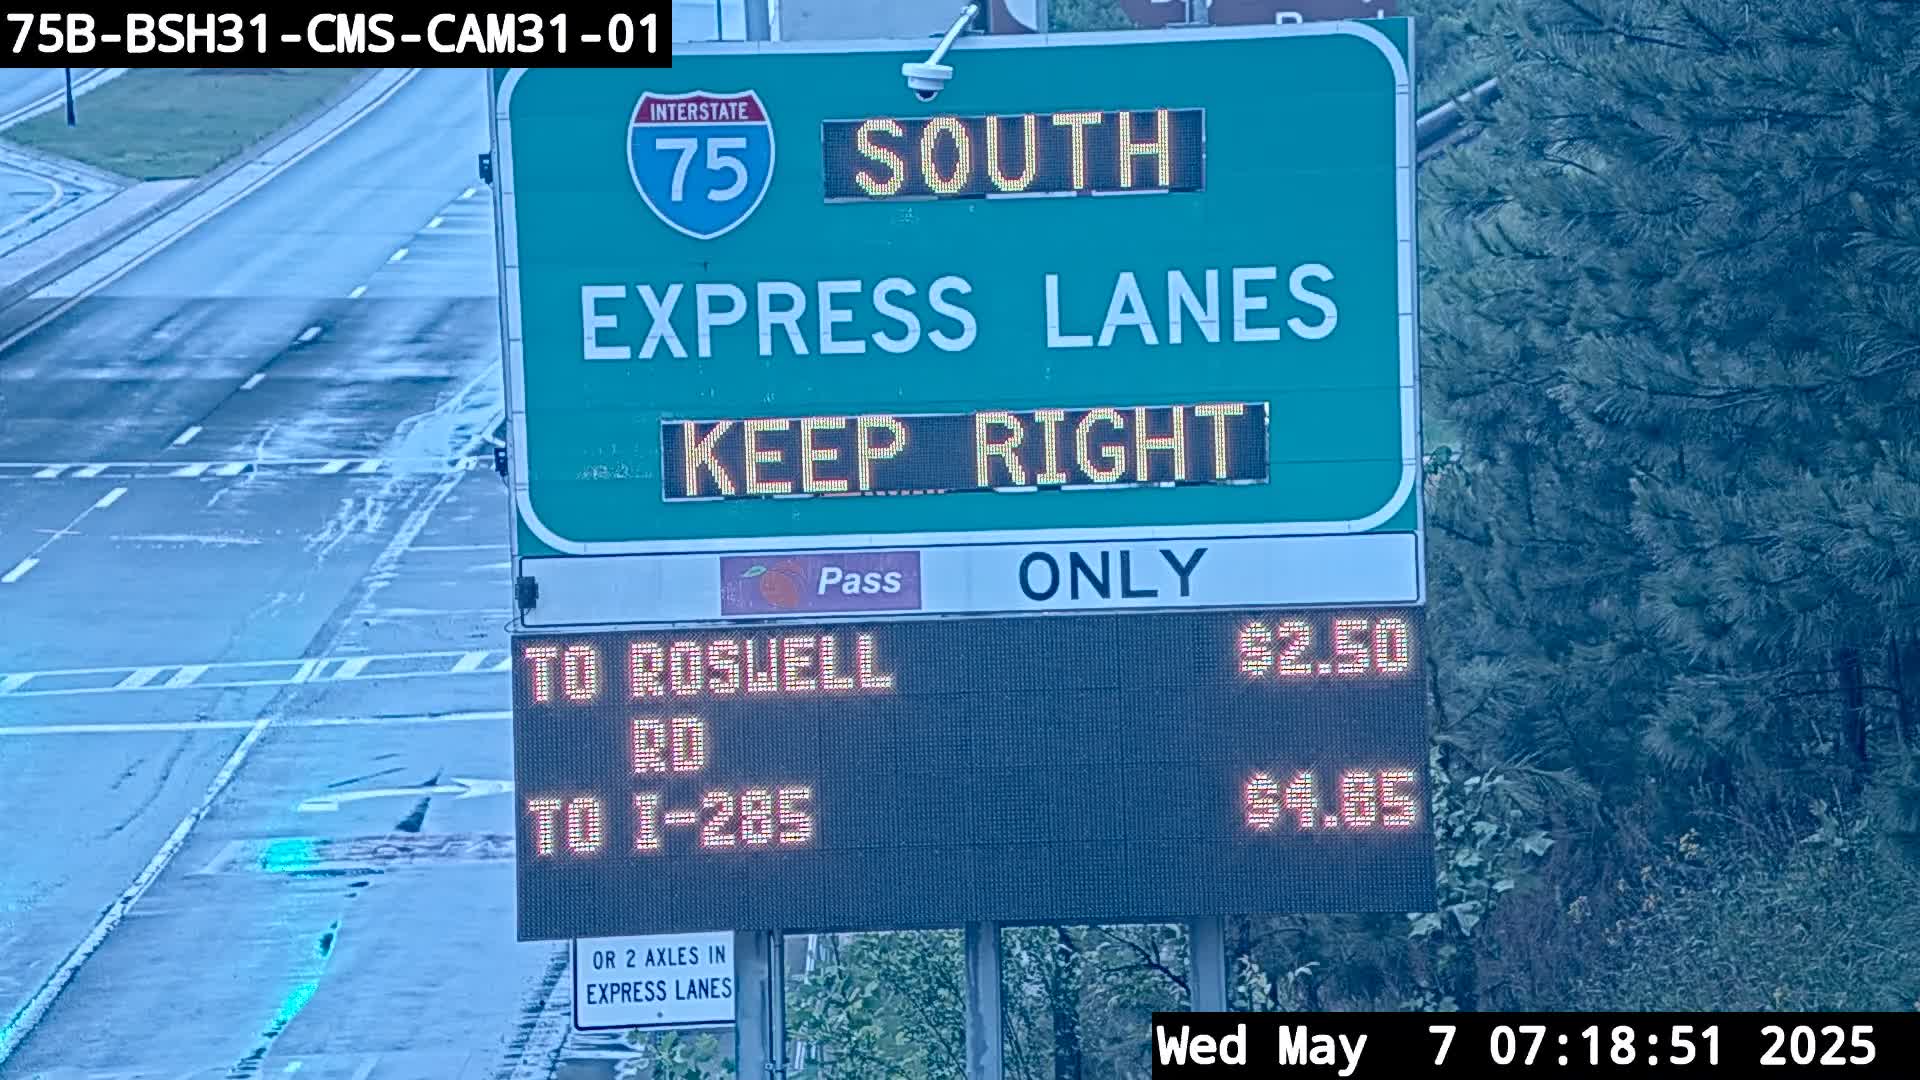 75B-BSH31-CMS-CAM31-01
INTERSTATE
75
SOUTH
EXPRESS LANES
KEEP RIGHT
Pass ONLY
TO ROSWELL $2.50
RD
TO I-285 $4.85
OR 2 AXLES IN
EXPRESS LANES
Wed May 7 07:18:51 2025